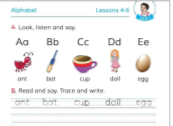 Alphabet Lessons 4-6
A. Look, listen and say.
Aa Bb Cc Dd Ee
ant bat cup doll egg
B. Read and say. Trace and write.
ant bat cup doll egg